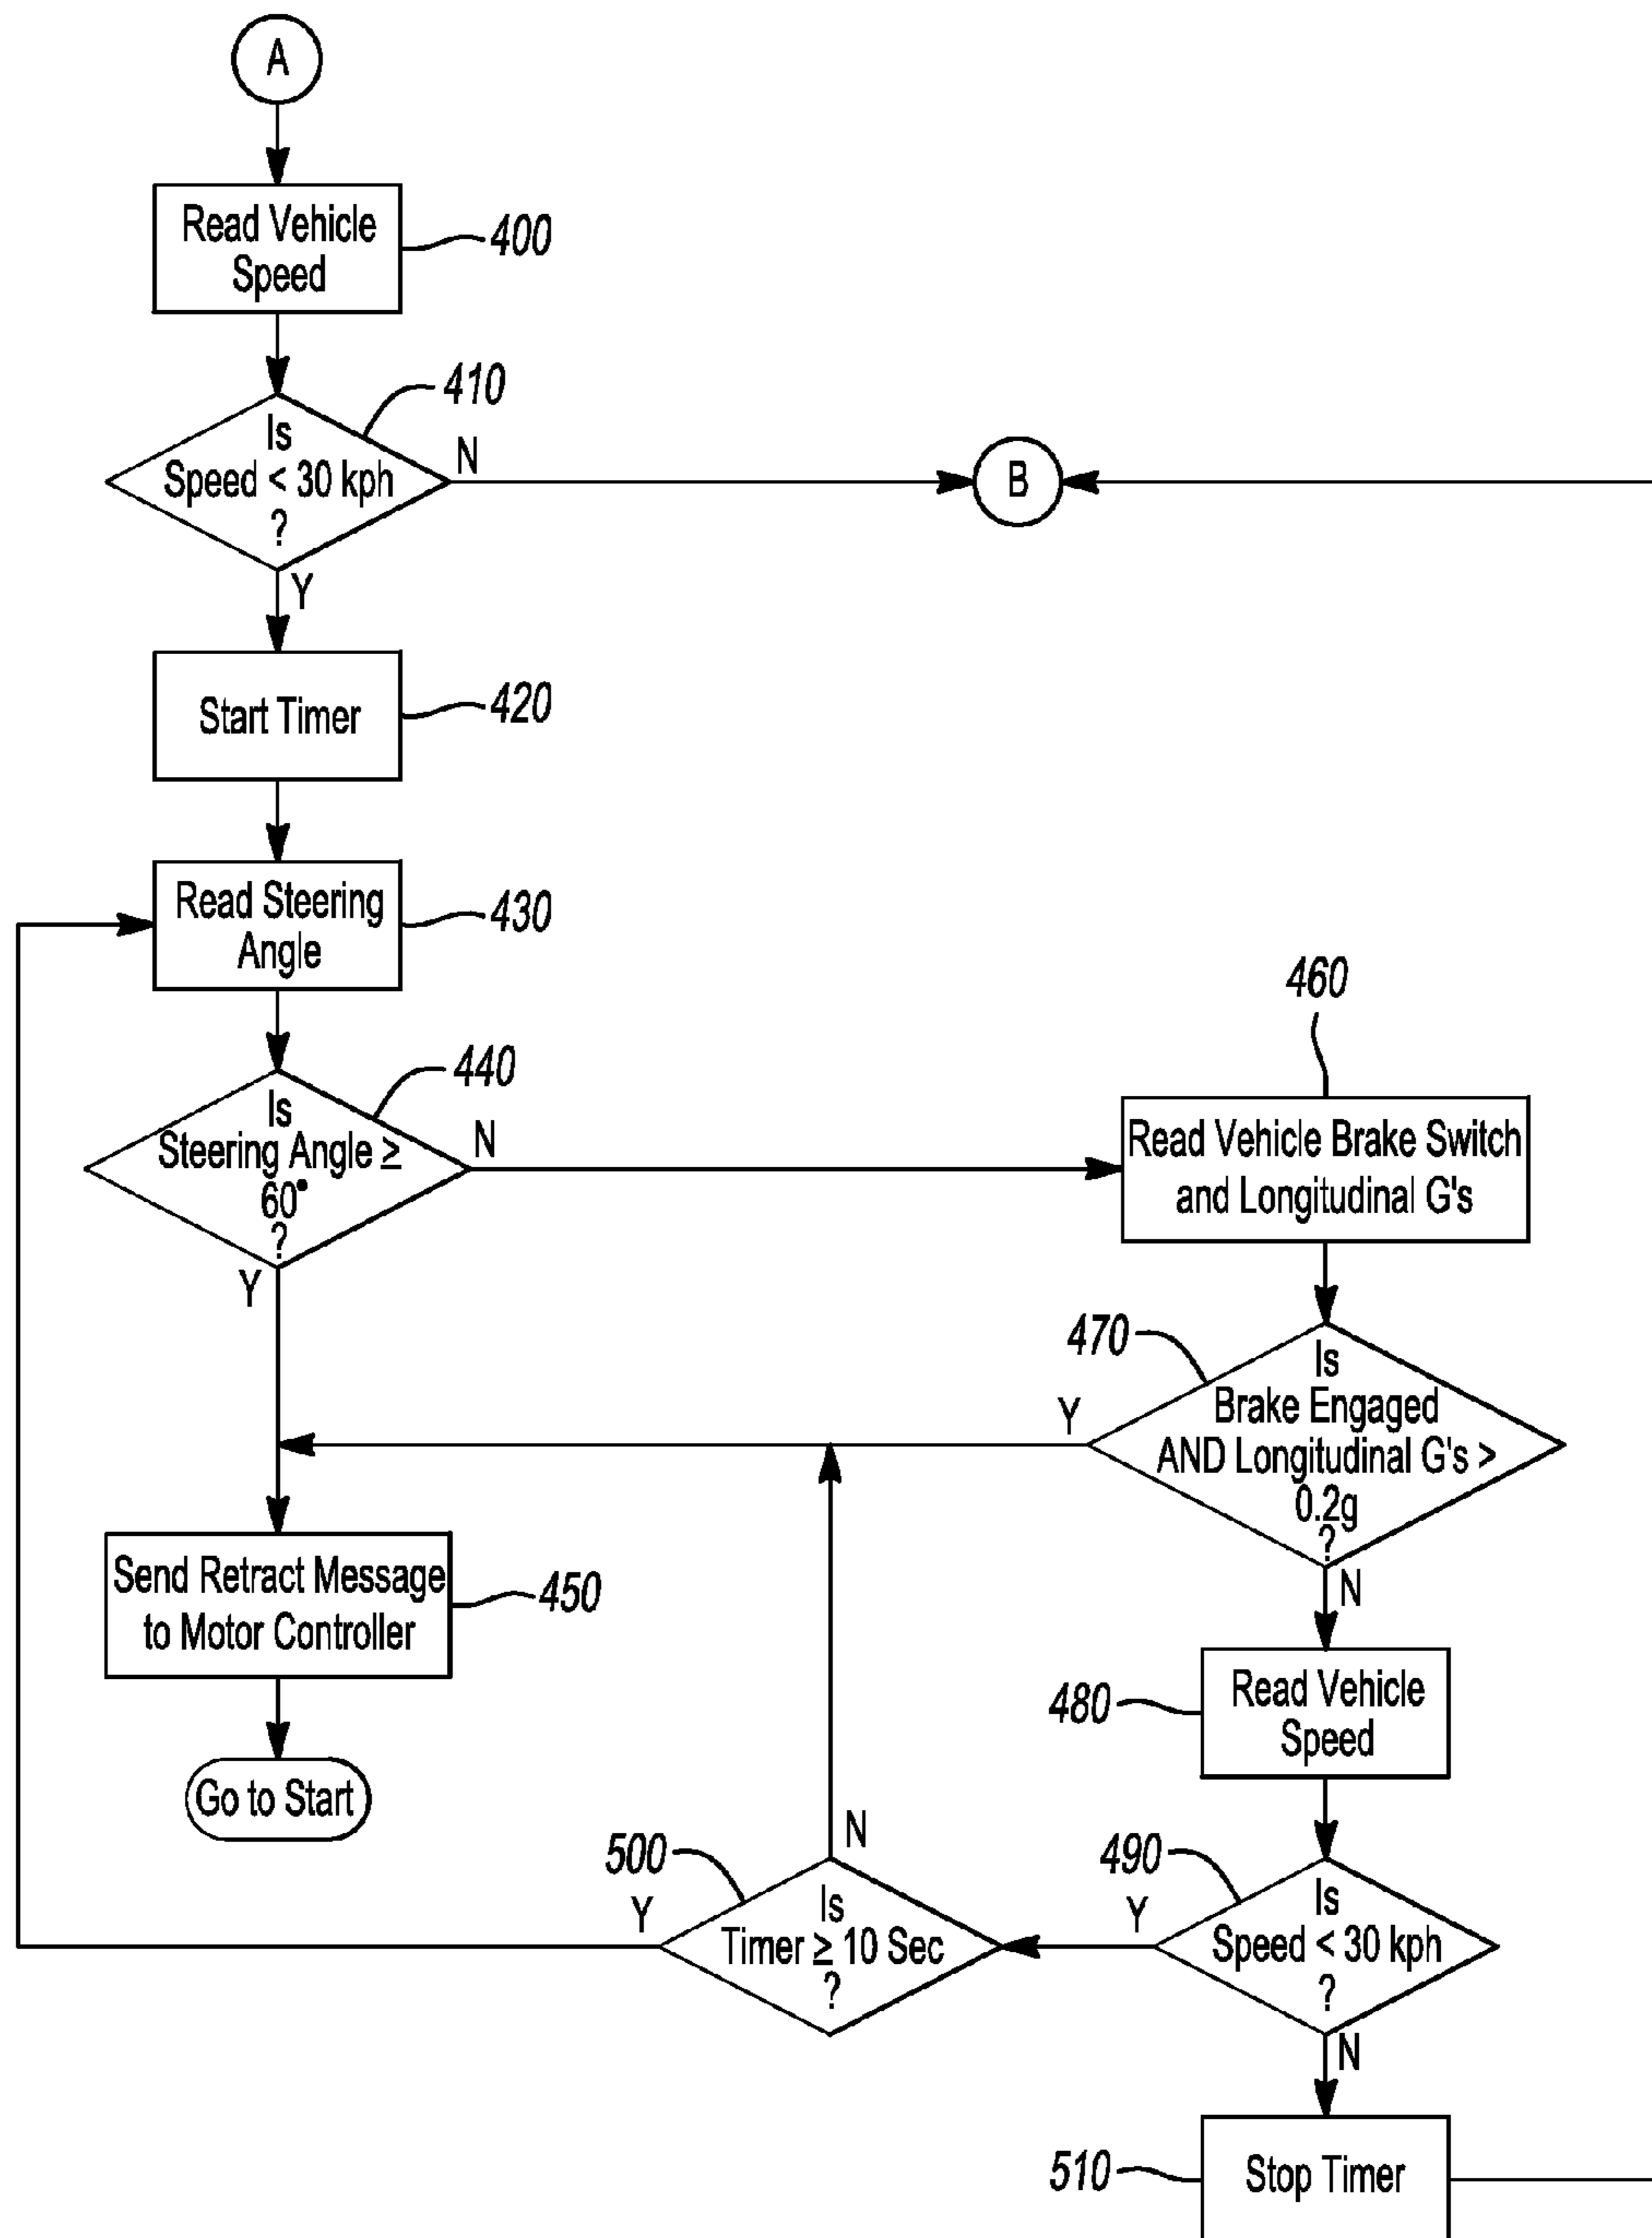 A
Read Vehicle
Speed
400
410
Is
Speed < 30 kph
?
N
B
Y
Start Timer
420
Read Steering
Angle
430
440
Is
Steering Angle ≥
60°
?
N
Y
460
Read Vehicle Brake Switch
and Longitudinal G's
470
Is
Brake Engaged
AND Longitudinal G's >
0.2g
?
Y
N
Send Retract Message
to Motor Controller
450
Go to Start
480
Read Vehicle
Speed
490
Is
Speed < 30 kph
?
Y
N
500
Is
Timer ≥ 10 Sec
?
N
Y
510
Stop Timer